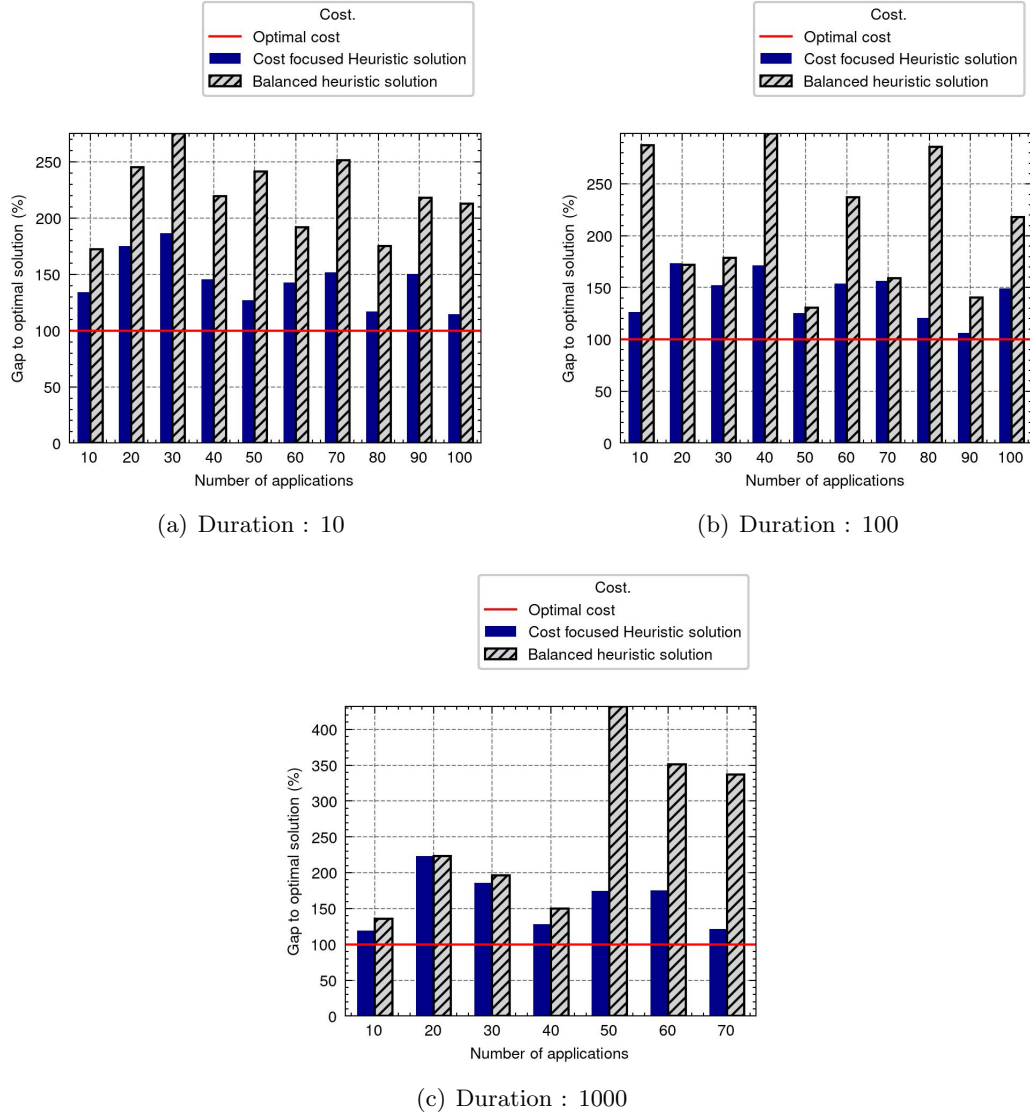 Cost.
Optimal cost
Cost focused Heuristic solution
Balanced heuristic solution
Gap to optimal solution (%)
250
200
150
100
50
0
10 20 30 40 50 60 70 80 90 100
Number of applications
(a) Duration : 10
Cost.
Optimal cost
Cost focused Heuristic solution
Balanced heuristic solution
Gap to optimal solution (%)
250
200
150
100
50
0
10 20 30 40 50 60 70 80 90 100
Number of applications
(b) Duration : 100
Cost.
Optimal cost
Cost focused Heuristic solution
Balanced heuristic solution
Gap to optimal solution (%)
400
350
300
250
200
150
100
50
0
10 20 30 40 50 60 70
Number of applications
(c) Duration : 1000